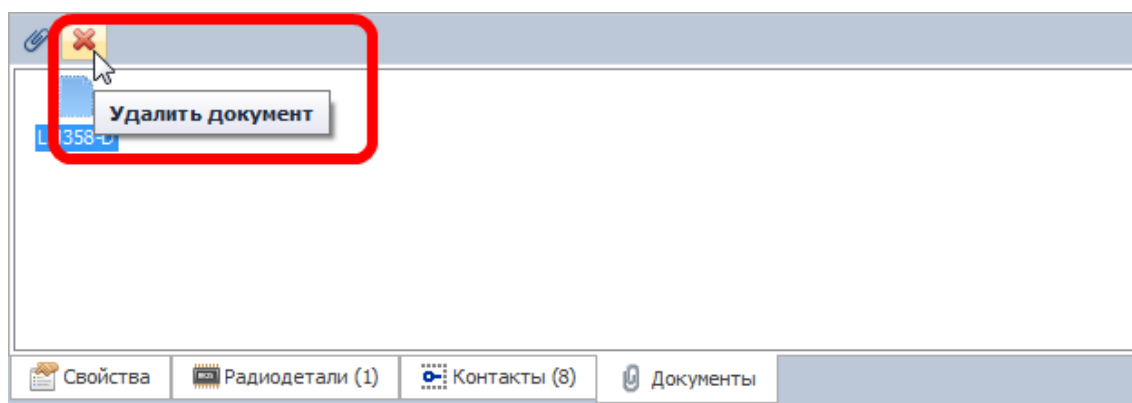 Удалить документ
358-D
Свойства
Радиодетали (1)
Контакты (8)
Документы